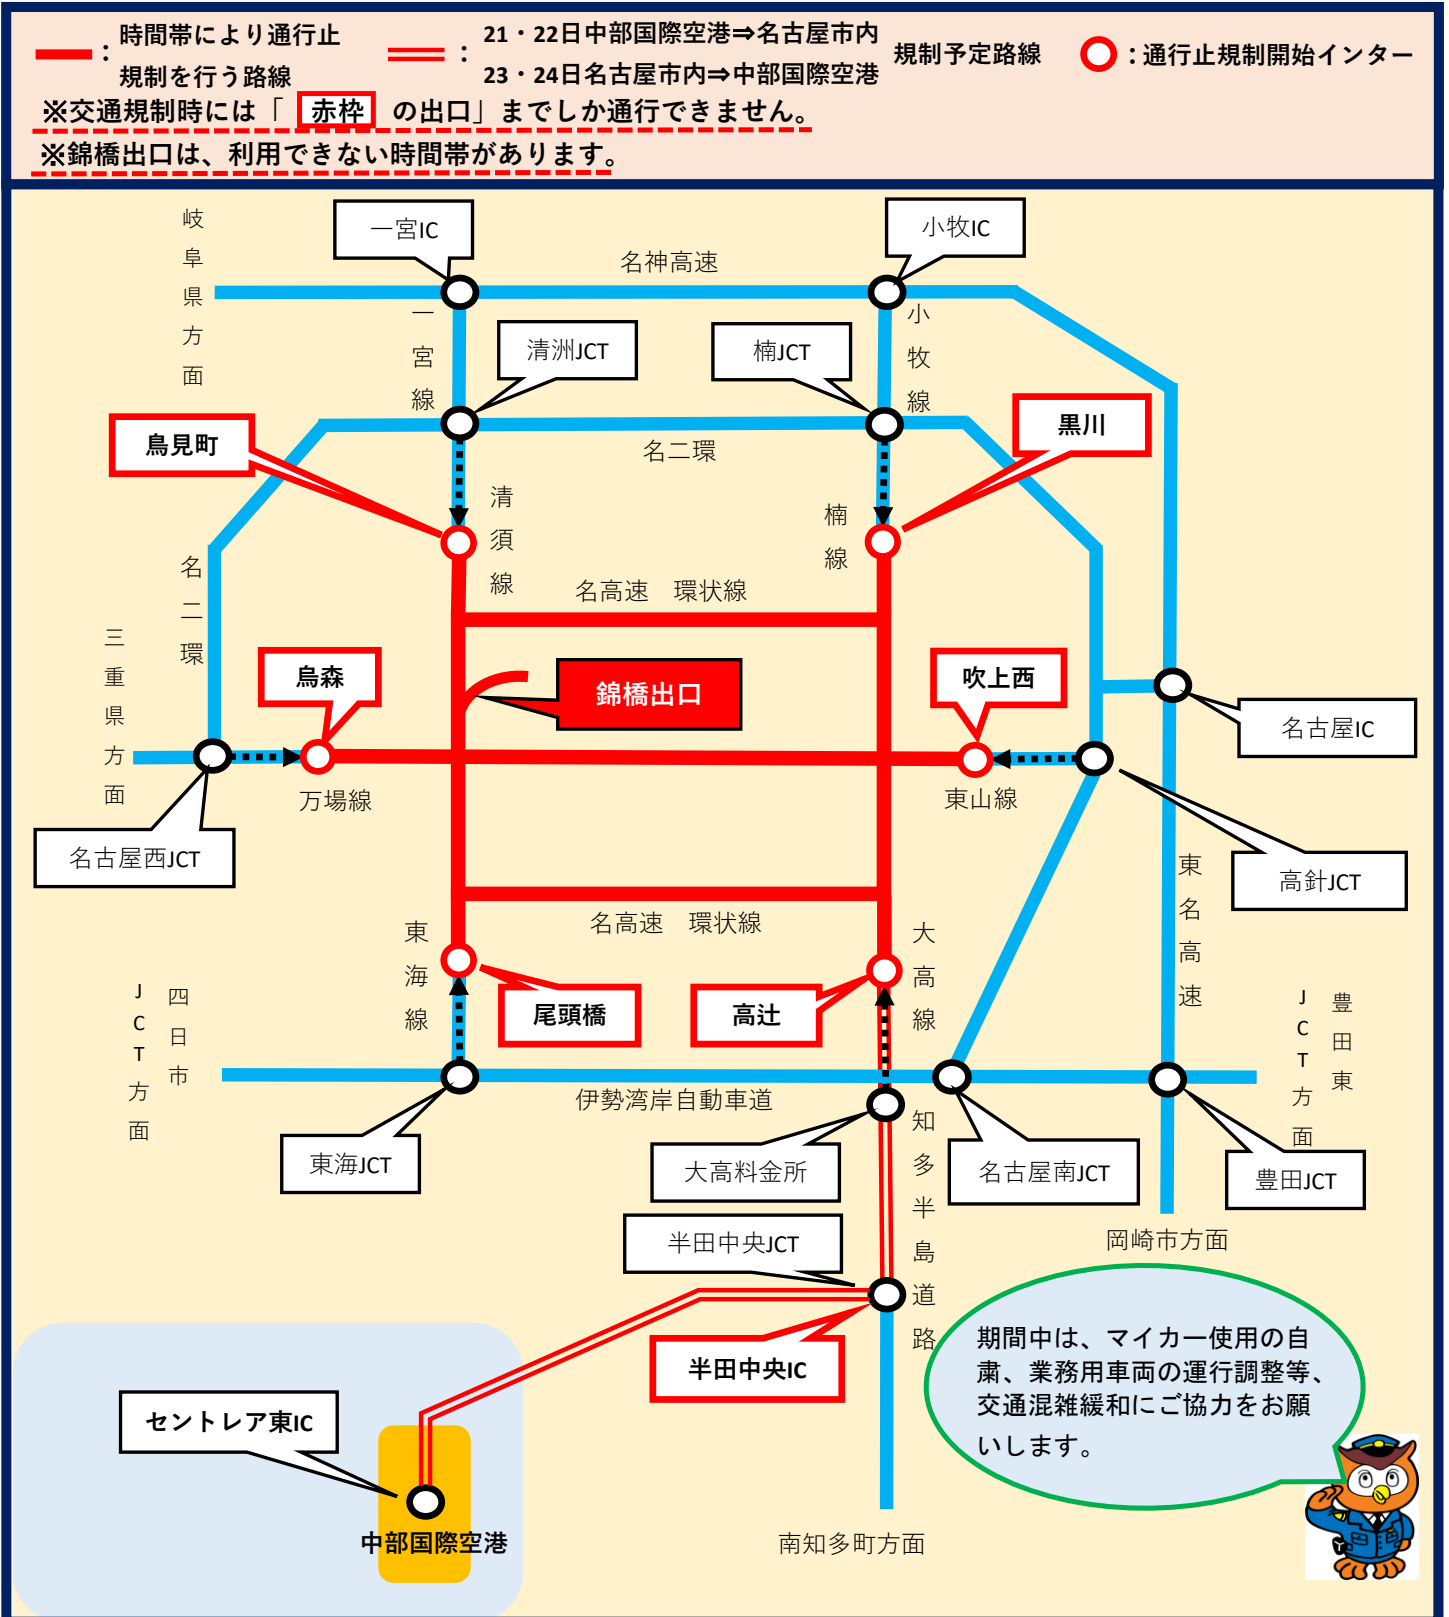 時間帯により通行止
規制を行う路線
：
21・22日中部国際空港⇒名古屋市内
23・24日名古屋市内⇒中部国際空港
：
規制予定路線
：通行止規制開始インター
※交通規制時には「 赤枠 の出口」までしか通行できません。
※錦橋出口は、利用できない時間帯があります。
岐阜県方面
一宮IC
小牧IC
名神高速
一宮線
小牧線
清洲JCT
楠JCT
鳥見町
黒川
名二環
清須線
楠線
名二環
名高速 環状線
三重県方面
烏森
錦橋出口
吹上西
名古屋IC
万場線
東山線
名古屋西JCT
高針JCT
東名高速
名高速 環状線
東海線
大高線
四日市JCT方面
尾頭橋
高辻
豊田東JCT方面
伊勢湾岸自動車道
東海JCT
大高料金所
知多半島道路
名古屋南JCT
豊田JCT
半田中央JCT
岡崎市方面
半田中央IC
期間中は、マイカー使用の自
粛、業務用車両の運行調整等、
交通混雑緩和にご協力をお願
いします。
セントレア東IC
中部国際空港
南知多町方面